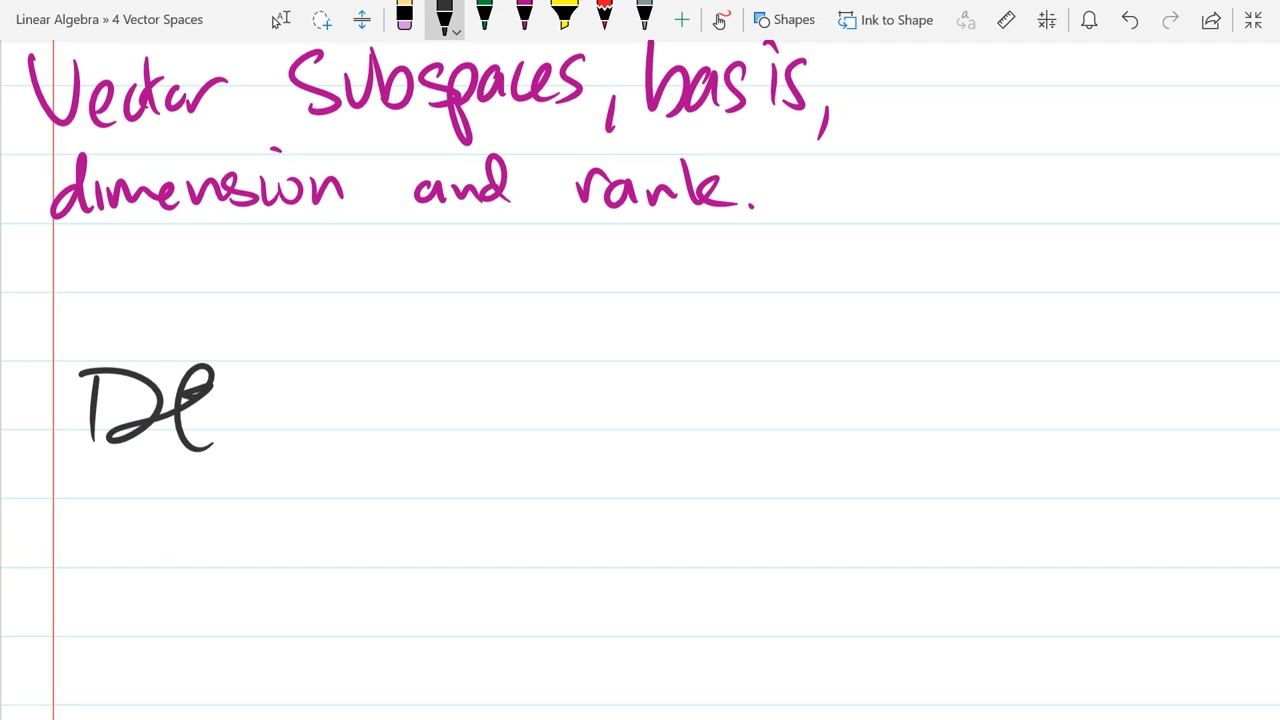 Linear Algebra » 4 Vector Spaces Shapes Ink to Shape
Vector Subspaces, basis,
dimension and rank.
De